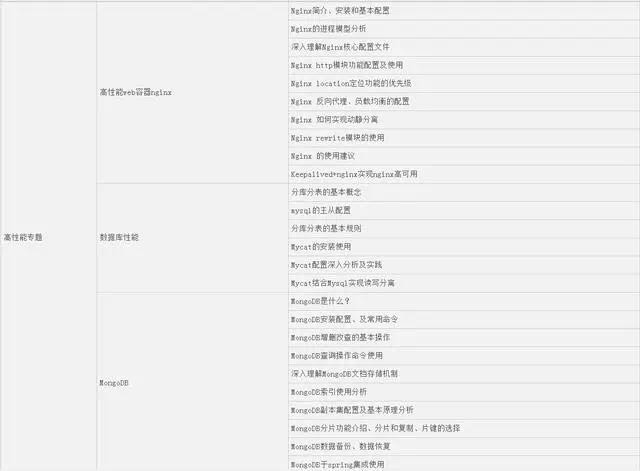 Nginx简介、安装和基本配置
Nginx的进程模型分析
深入理解Nginx核心配置文件
Nginx http模块功能配置及使用
高性能web容器nginx
Nginx location定位功能的优先级
Nginx 反向代理、负载均衡的配置
Nginx 如何实现动静分离
Nginx rewrite模块的使用
Nginx 的使用建议
Keepalived+nginx实现nginx高可用
分库分表的基本概念
mysql的主从配置
高性能专题
数据库性能
分库分表的基本规则
Mycat的安装使用
Mycat配置深入分析及实践
Mycat结合Mysql实现读写分离
MongoDB是什么？
MongoDB安装配置、及常用命令
MongoDB增删改查的基本操作
MongoDB查询操作命令使用
深入理解MongoDB文档存储机制
MongoDB
MongoDB索引使用分析
MongoDB副本集配置及基本原理分析
MongoDB分片功能介绍、分片和复制、片键的选择
MongoDB数据备份、数据恢复
MongoDB于spring集成使用